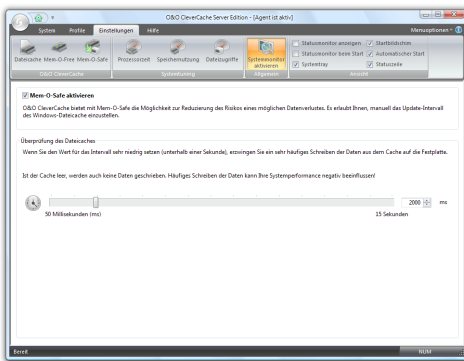 O&O CleverCache Server Edition - [Agent ist aktiv]
System Profile Einstellungen Hilfe Menuoptionen
Dateicache Mem-O-Free Mem-O-Safe
O&O CleverCache
Prozessorzeit Speichernutzung Dateizugriffe
Systemtuning
Systemmonitor aktivieren
Allgemein
Statusmonitor anzeigen Startbildschim
Statusmonitor beim Start Automatischer Start
Systemtray Statuszeile
Ansicht
Mem-O-Safe aktivieren
O&O CleverCache bietet mit Mem-O-Safe die Möglichkeit zur Reduzierung des Risikos eines möglichen Datenverlustes. Es erlaubt Ihnen, manuell das Update-Intervall
des Windows-Dateicache einzustellen.
Überprüfung des Dateicaches
Wenn Sie den Wert für das Intervall sehr niedrig setzen (unterhalb einer Sekunde), erzwingen Sie ein sehr häufiges Schreiben der Daten aus dem Cache auf die Festplatte.
Ist der Cache leer, werden auch keine Daten geschrieben. Häufiges Schreiben der Daten kann Ihre Systemperformance negativ beeinflussen!
2000 ms
50 Millisekunden (ms) 15 Sekunden
Bereit NUM